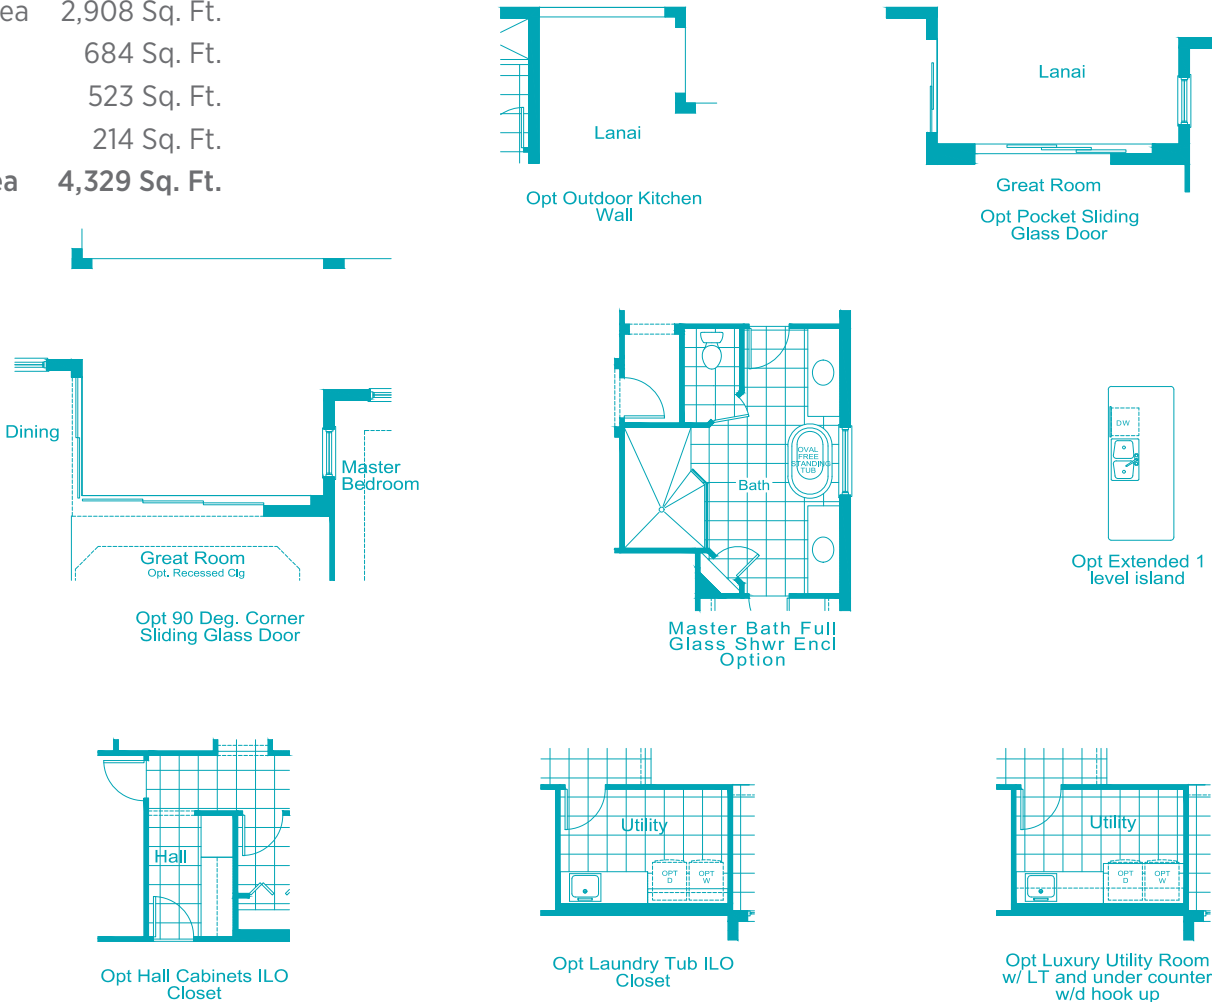 ea 2,908 Sq. Ft.
684 Sq. Ft.
523 Sq. Ft.
214 Sq. Ft.
ea 4,329 Sq. Ft.
Lanai
Opt Outdoor Kitchen
Wall
Lanai
Great Room
Opt Pocket Sliding
Glass Door
Dining
Master
Bedroom
Great Room
Opt. Recessed Clg
Opt 90 Deg. Corner
Sliding Glass Door
OVAL
FREE
STANDING
TUB
Bath
Master Bath Full
Glass Shwr Encl
Option
DW
Opt Extended 1
level island
Hall
Opt Hall Cabinets ILO
Closet
Utility
OPT
D
OPT
W
Opt Laundry Tub ILO
Closet
Utility
OPT
D
OPT
W
Opt Luxury Utility Room
w/ LT and under counter
w/d hook up